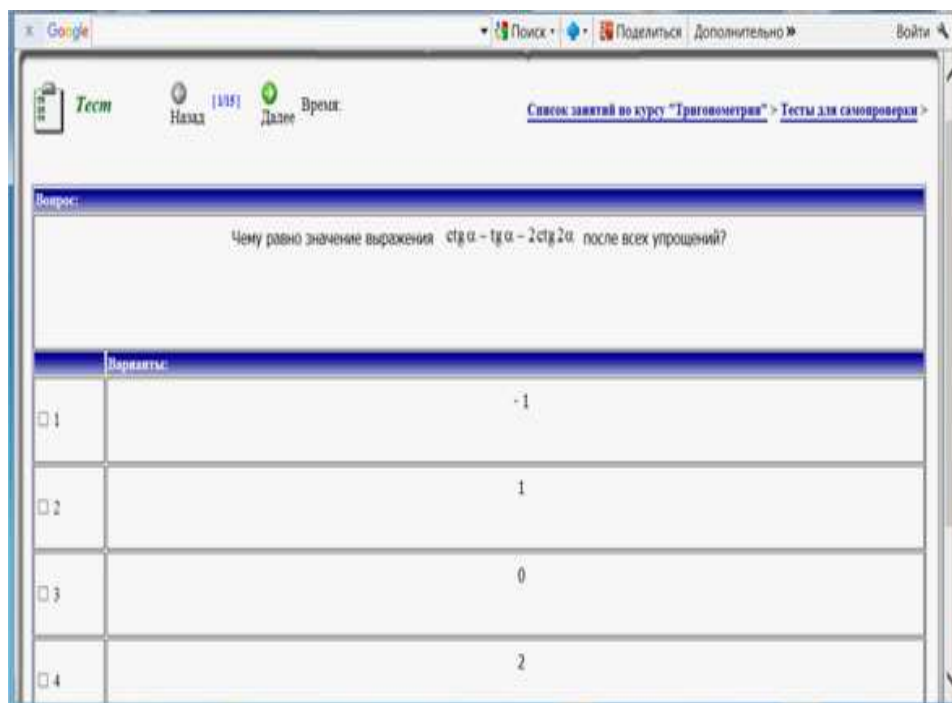 x Google Поиск Поделиться Дополнительно » Войти
Тест Назад [1/15] Далее Время: Список занятий по курсу "Тригонометрия" > Тесты для самопроверки >
Вопрос:
Чему равно значение выражения ctg α - tg α - 2ctg 2α после всех упрощений?
Варианты:
1 - 1
2 1
3 0
4 2